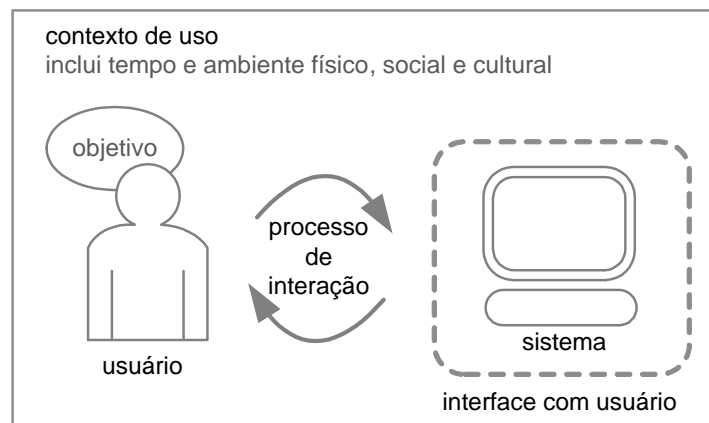 contexto de uso
inclui tempo e ambiente físico, social e cultural
objetivo
processo
de
interação
usuário
sistema
interface com usuário